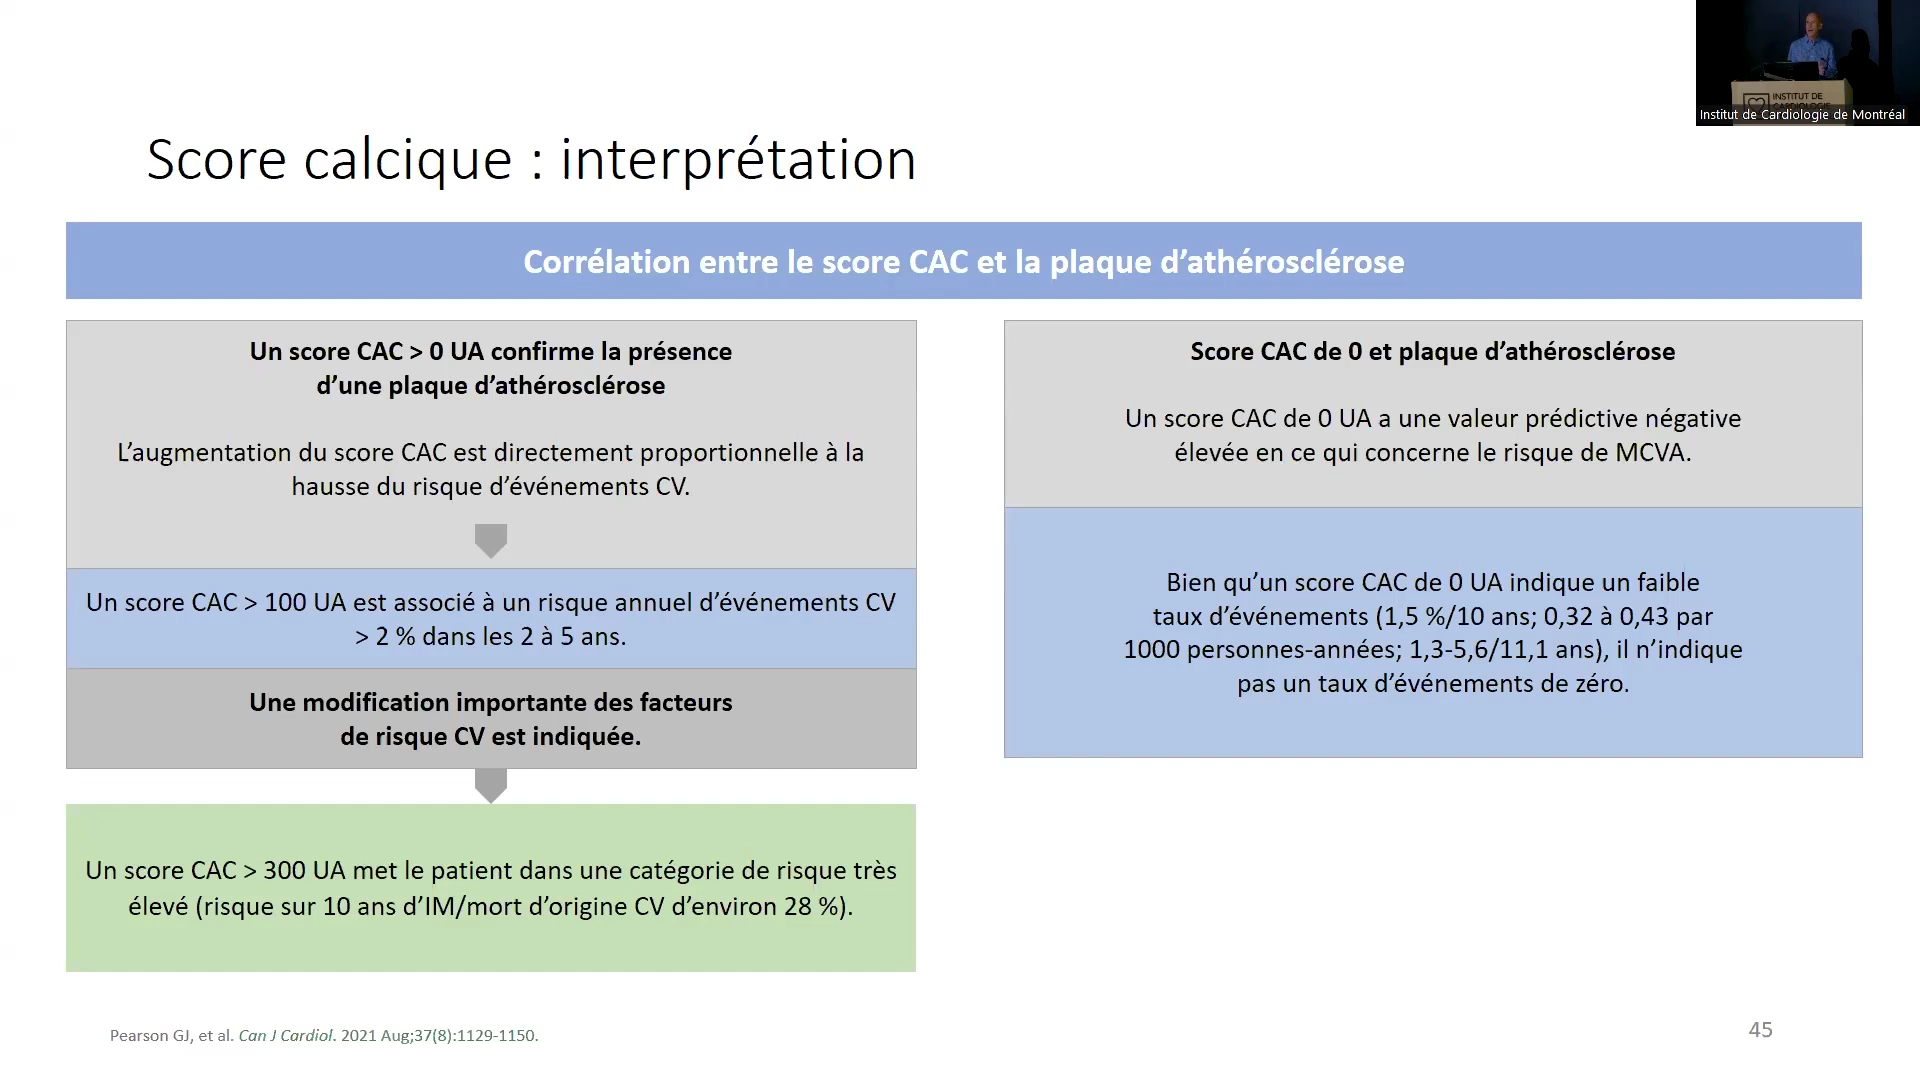 INSTITUT DE
CARDIOLOGIE
Institut de Cardiologie de Montréal
Score calcique : interprétation
Corrélation entre le score CAC et la plaque d’athérosclérose
Un score CAC > 0 UA confirme la présence
d’une plaque d’athérosclérose
L’augmentation du score CAC est directement proportionnelle à la
hausse du risque d’événements CV.
Un score CAC > 100 UA est associé à un risque annuel d’événements CV
> 2 % dans les 2 à 5 ans.
Une modification importante des facteurs
de risque CV est indiquée.
Un score CAC > 300 UA met le patient dans une catégorie de risque très
élevé (risque sur 10 ans d’IM/mort d’origine CV d’environ 28 %).
Score CAC de 0 et plaque d’athérosclérose
Un score CAC de 0 UA a une valeur prédictive négative
élevée en ce qui concerne le risque de MCVA.
Bien qu’un score CAC de 0 UA indique un faible
taux d’événements (1,5 %/10 ans; 0,32 à 0,43 par
1000 personnes-années; 1,3-5,6/11,1 ans), il n’indique
pas un taux d’événements de zéro.
Pearson GJ, et al. Can J Cardiol. 2021 Aug;37(8):1129-1150.
45